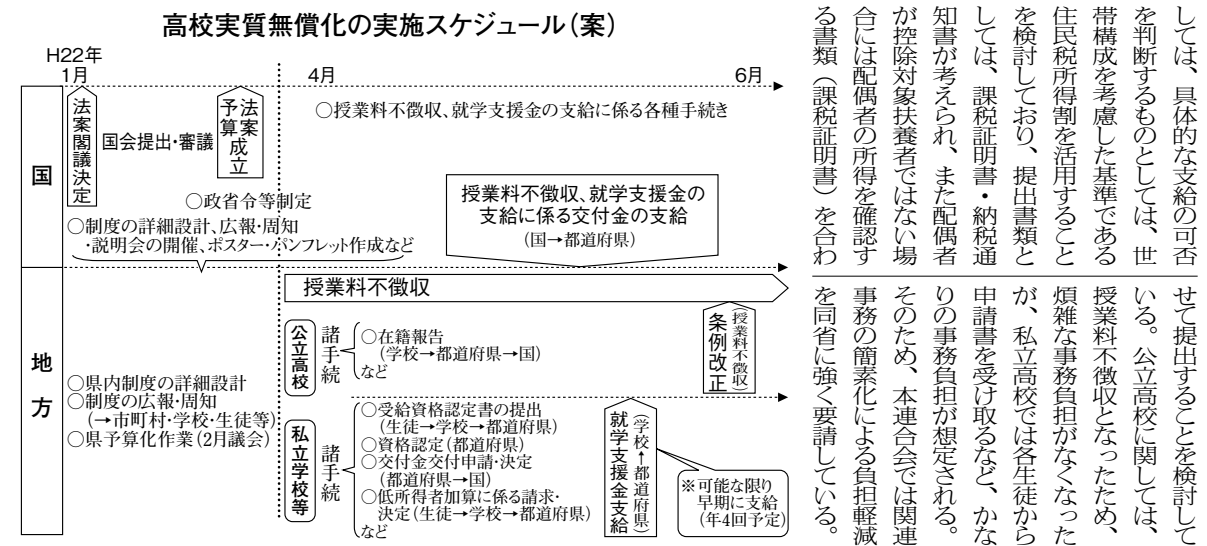 高校実質無償化の実施スケジュール(案)
H22年
1月
4月
6月
国
法案閣議決定
国会提出・審議
予算成立
法案成立
○授業料不徴収、就学支援金の支給に係る各種手続き
○政省令等制定
○制度の詳細設計、広報・周知
・説明会の開催、ポスター・パンフレット作成など
授業料不徴収、就学支援金の
支給に係る交付金の支給
(国→都道府県)
地方
授業料不徴収
○県内制度の詳細設計
○制度の広報・周知
(→市町村・学校・生徒等)
○県予算化作業(2月議会)
公立高校
諸手続
○在籍報告
(学校→都道府県→国)
など
条例改正
(授業料不徴収)
私立学校等
諸手続
○受給資格認定書の提出
(生徒→学校→都道府県)
○資格認定(都道府県)
○交付金交付申請・決定
(都道府県→国)
○低所得者加算に係る請求・
決定(生徒→学校→都道府県)
など
就学支援金支給
(学校←都道府県)
※可能な限り
早期に支給
(年4回予定)
しては、具体的な支給の可否
を判断するものとしては、世
帯構成を考慮した基準である
住民税所得割を活用すること
を検討しており、提出書類と
しては、課税証明書・納税通
知書が考えられ、また配偶者
が控除対象扶養者ではない場
合には配偶者の所得を確認す
る書類(課税証明書)を合わ
せて提出することを検討して
いる。公立高校に関しては、
授業料不徴収となったため、
煩雑な事務負担がなくなった
が、私立高校では各生徒から
申請書を受け取るなど、かな
りの事務負担が想定される。
そのため、本連合会では関連
事務の簡素化による負担軽減
を同省に強く要請している。